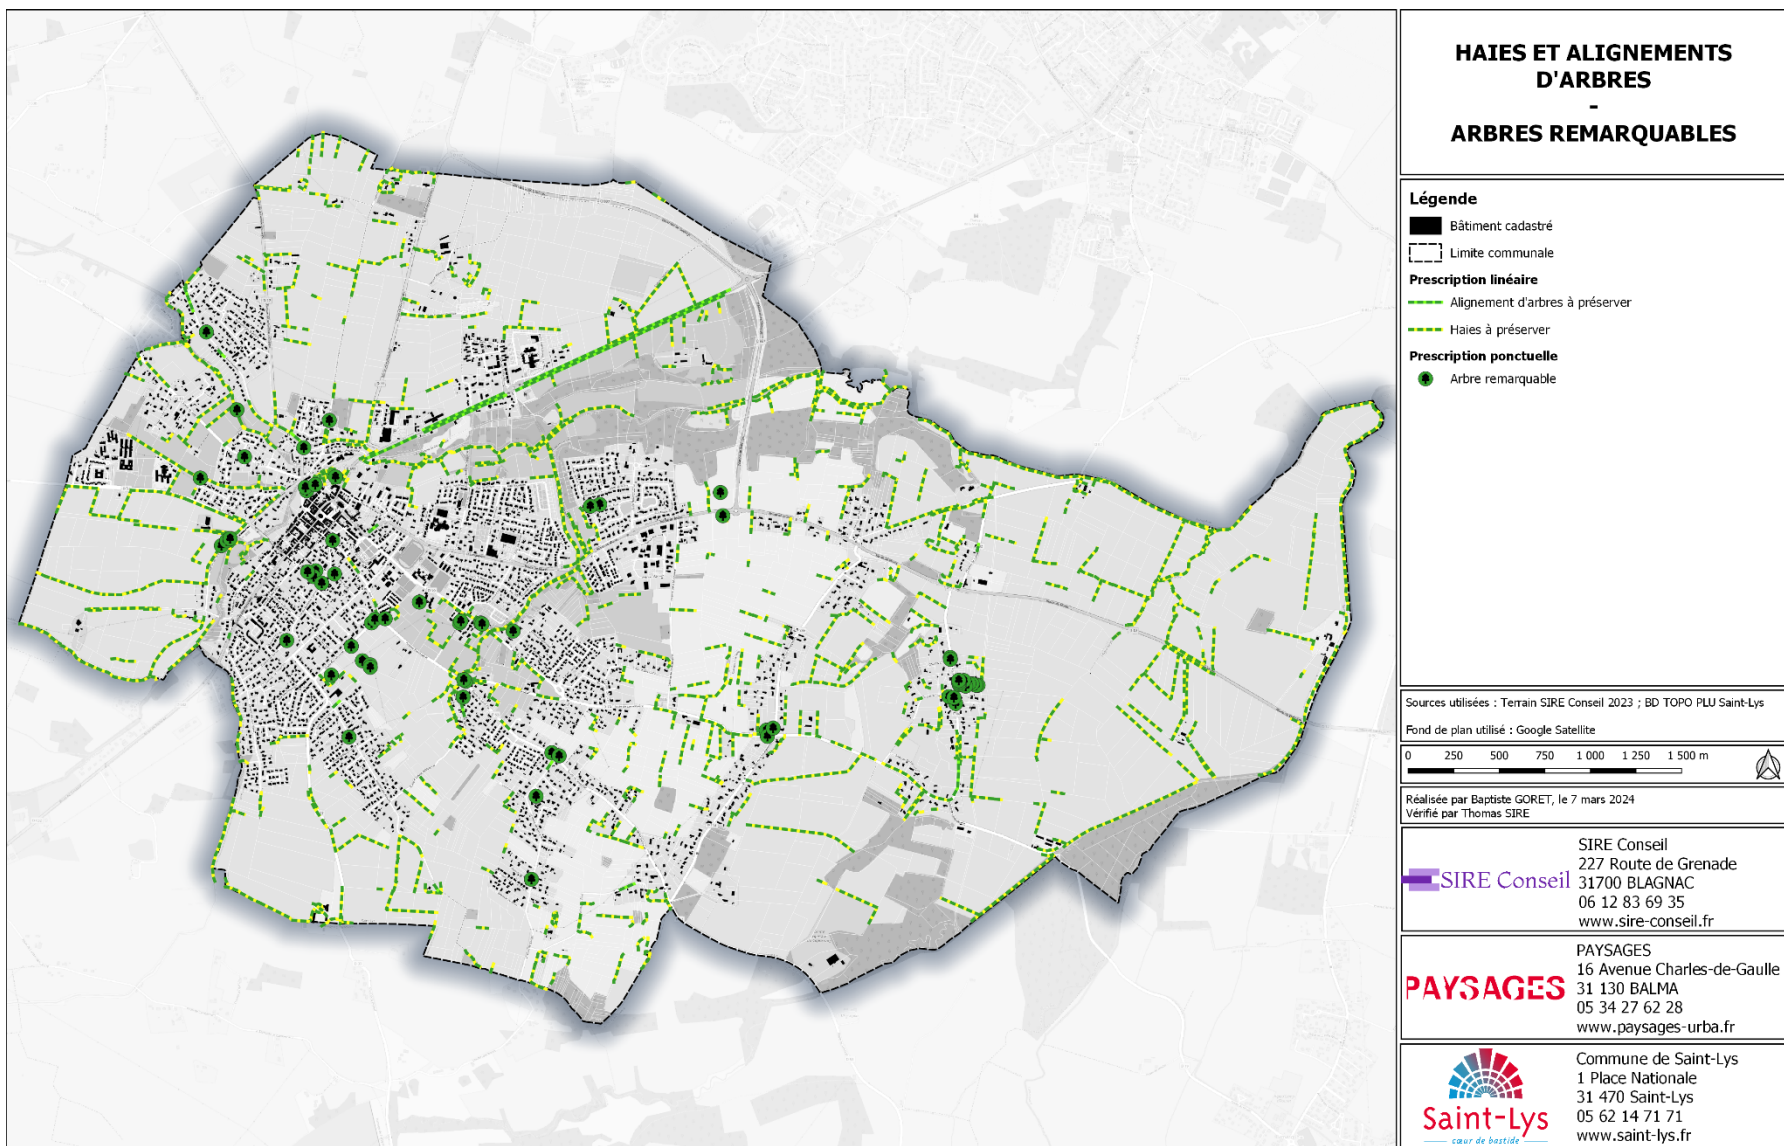 HAIES ET ALIGNEMENTS
D'ARBRES
-
ARBRES REMARQUABLES
Légende
Bâtiment cadastré
Limite communale
Prescription linéaire
Alignement d'arbres à préserver
Haies à préserver
Prescription ponctuelle
Arbre remarquable
Sources utilisées : Terrain SIRE Conseil 2023 ; BD TOPO PLU Saint-Lys
Fond de plan utilisé : Google Satellite
0 250 500 750 1 000 1 250 1 500 m
Réalisée par Baptiste GORET, le 7 mars 2024
Vérifié par Thomas SIRE
SIRE Conseil
SIRE Conseil
227 Route de Grenade
31700 BLAGNAC
06 12 83 69 35
www.sire-conseil.fr
PAYSAGES
PAYSAGES
16 Avenue Charles-de-Gaulle
31 130 BALMA
05 34 27 62 28
www.paysages-urba.fr
Saint-Lys
cœur de bastide
Commune de Saint-Lys
1 Place Nationale
31 470 Saint-Lys
05 62 14 71 71
www.saint-lys.fr